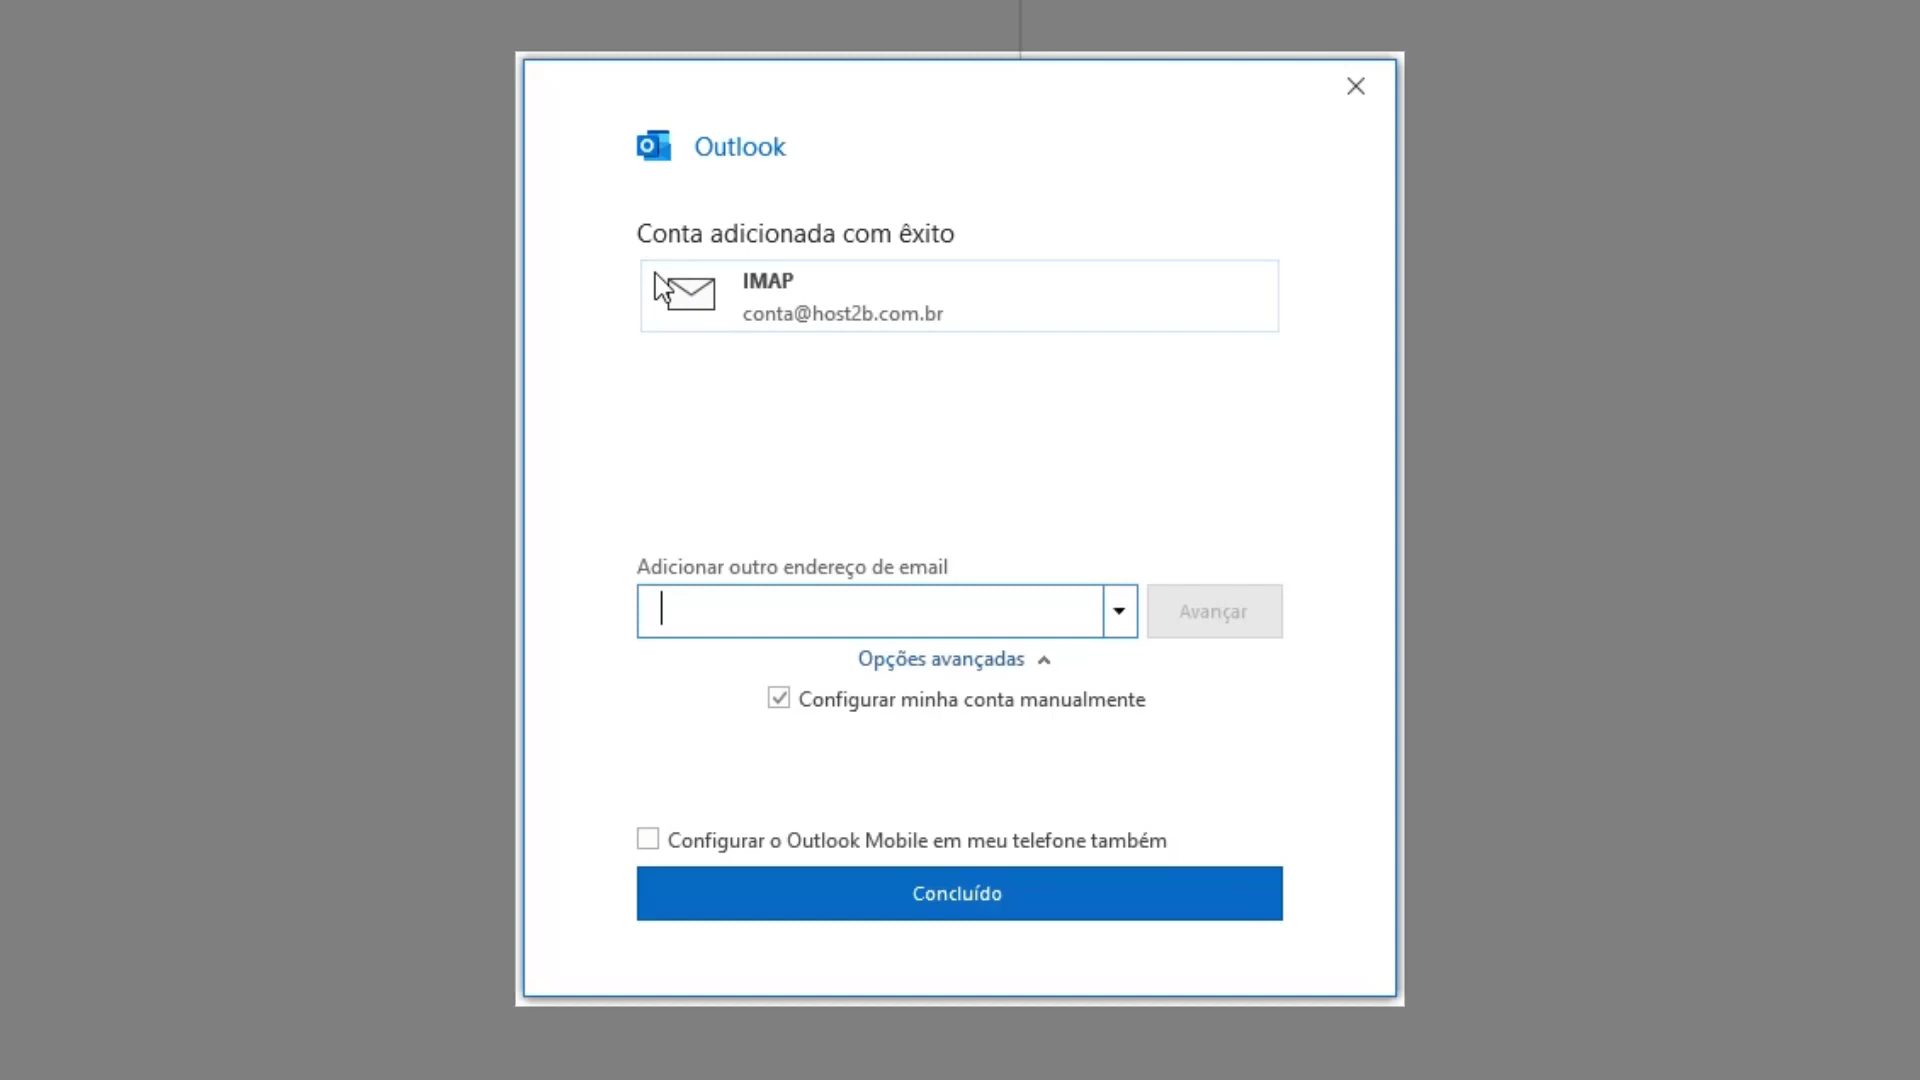 Outlook
Conta adicionada com êxito
IMAP
conta@host2b.com.br
Adicionar outro endereço de email
Avançar
Opções avançadas
Configurar minha conta manualmente
Configurar o Outlook Mobile em meu telefone também
Concluído